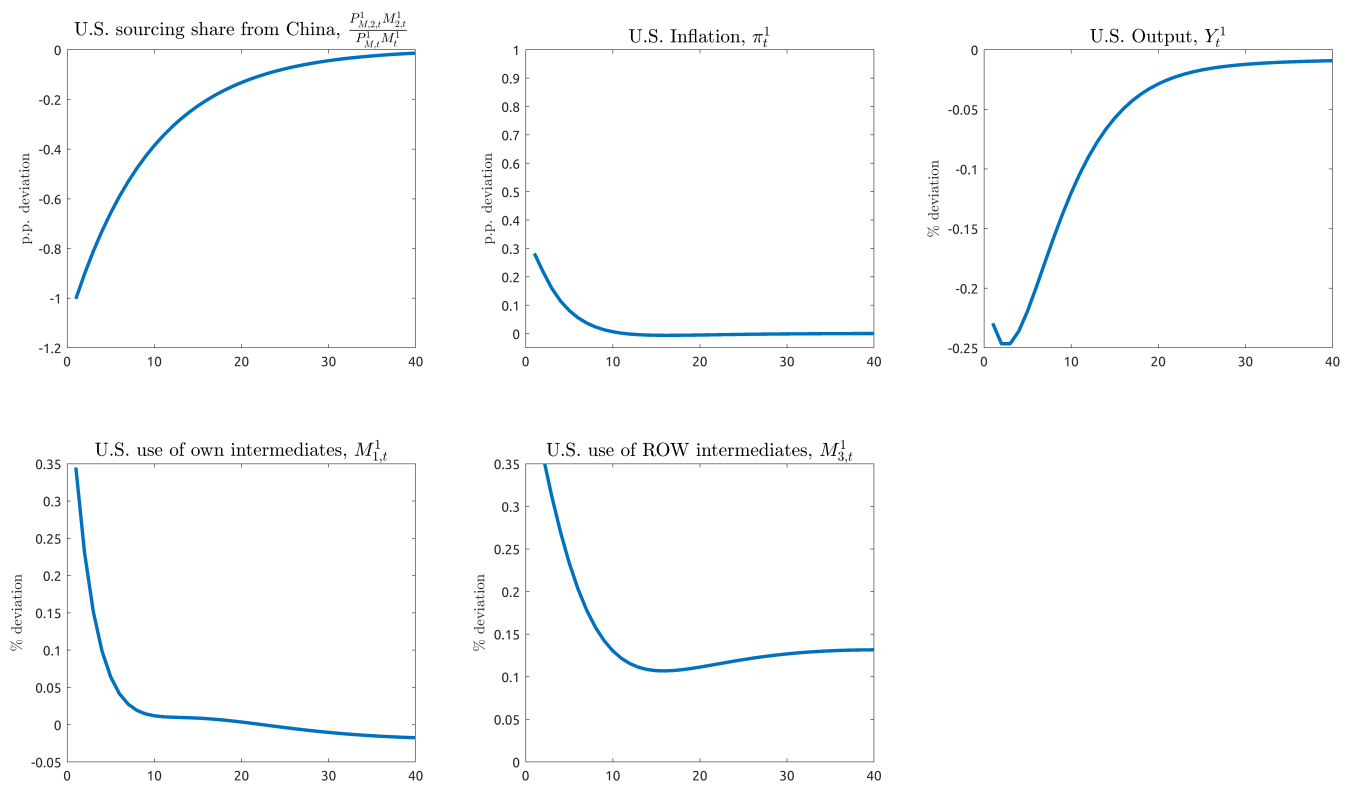 U.S. sourcing share from China, $\frac{P^1_{M,2,t} M^1_{2,t}}{P^1_{M,t} M^1_t}$
p.p. deviation
0
-0.2
-0.4
-0.6
-0.8
-1
-1.2
0 10 20 30 40
U.S. Inflation, $\pi^1_t$
p.p. deviation
1
0.9
0.8
0.7
0.6
0.5
0.4
0.3
0.2
0.1
0
0 10 20 30 40
U.S. Output, $Y^1_t$
% deviation
0
-0.05
-0.1
-0.15
-0.2
-0.25
0 10 20 30 40
U.S. use of own intermediates, $M^1_{1,t}$
% deviation
0.35
0.3
0.25
0.2
0.15
0.1
0.05
0
-0.05
0 10 20 30 40
U.S. use of ROW intermediates, $M^1_{3,t}$
% deviation
0.35
0.3
0.25
0.2
0.15
0.1
0.05
0
0 10 20 30 40